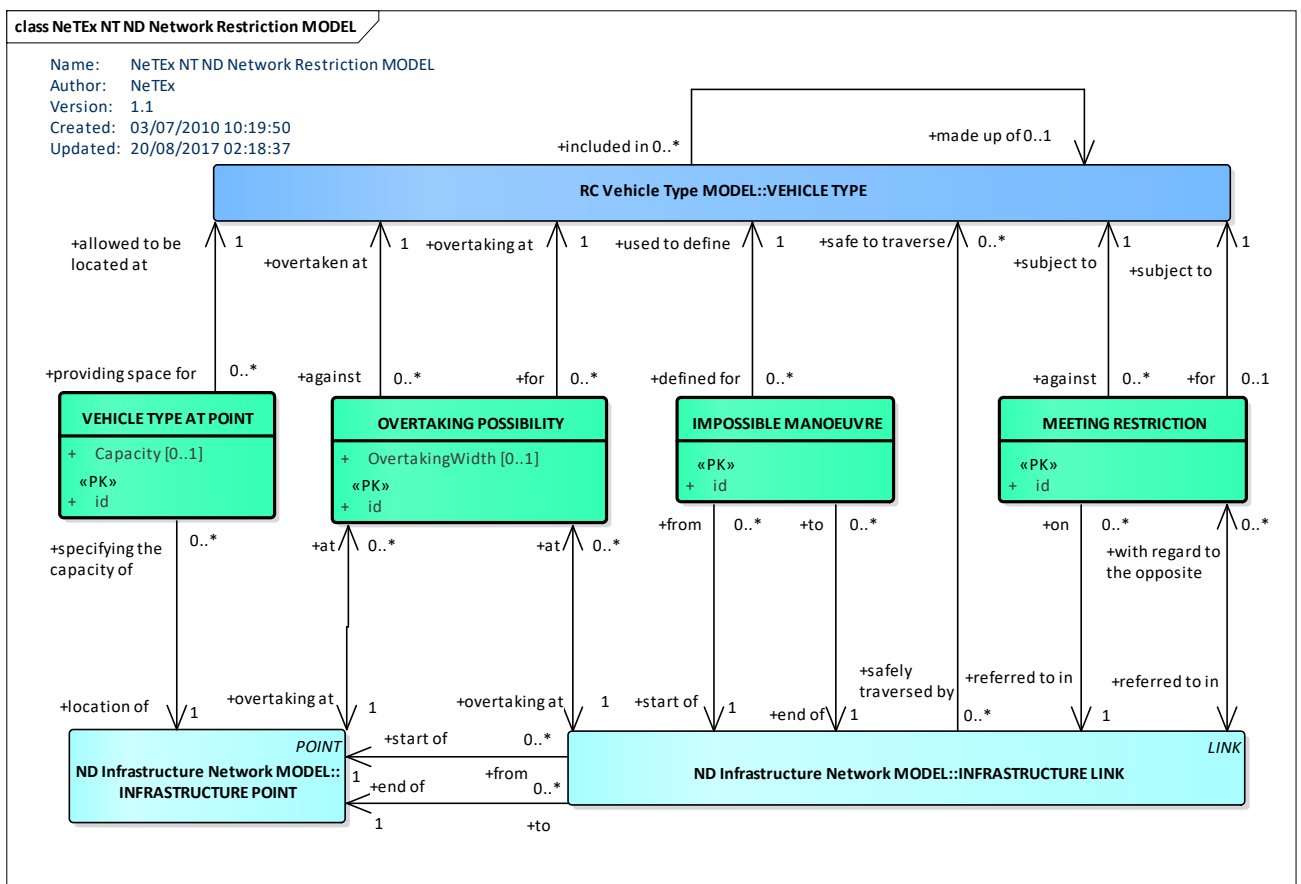 class NeTEx NT ND Network Restriction MODEL
Name: NeTEx NT ND Network Restriction MODEL
Author: NeTEx
Version: 1.1
Created: 03/07/2010 10:19:50
Updated: 20/08/2017 02:18:37
+included in 0..*
+made up of 0..1
RC Vehicle Type MODEL::VEHICLE TYPE
+allowed to be
located at
1
+overtaken at
1
+overtaking at
1
+used to define
1
+safe to traverse
0..*
+subject to
1
+subject to
1
+providing space for
0..*
+against
0..*
+for
0..*
+defined for
0..*
+against
0..*
+for
0..1
VEHICLE TYPE AT POINT
+ Capacity [0..1]
«PK»
+ id
OVERTAKING POSSIBILITY
+ OvertakingWidth [0..1]
«PK»
+ id
IMPOSSIBLE MANOEUVRE
«PK»
+ id
MEETING RESTRICTION
«PK»
+ id
+specifying the
capacity of
0..*
+at
0..*
+at
0..*
+from
0..*
+to
0..*
+on
0..*
+with regard to
the opposite
0..*
+location of
1
+overtaking at
1
+overtaking at
1
+start of
1
+end of
1
+safely
traversed by
0..*
+referred to in
1
+referred to in
POINT
ND Infrastructure Network MODEL::
INFRASTRUCTURE POINT
+start of
0..*
1
+from
+end of
0..*
1
+to
LINK
ND Infrastructure Network MODEL::INFRASTRUCTURE LINK